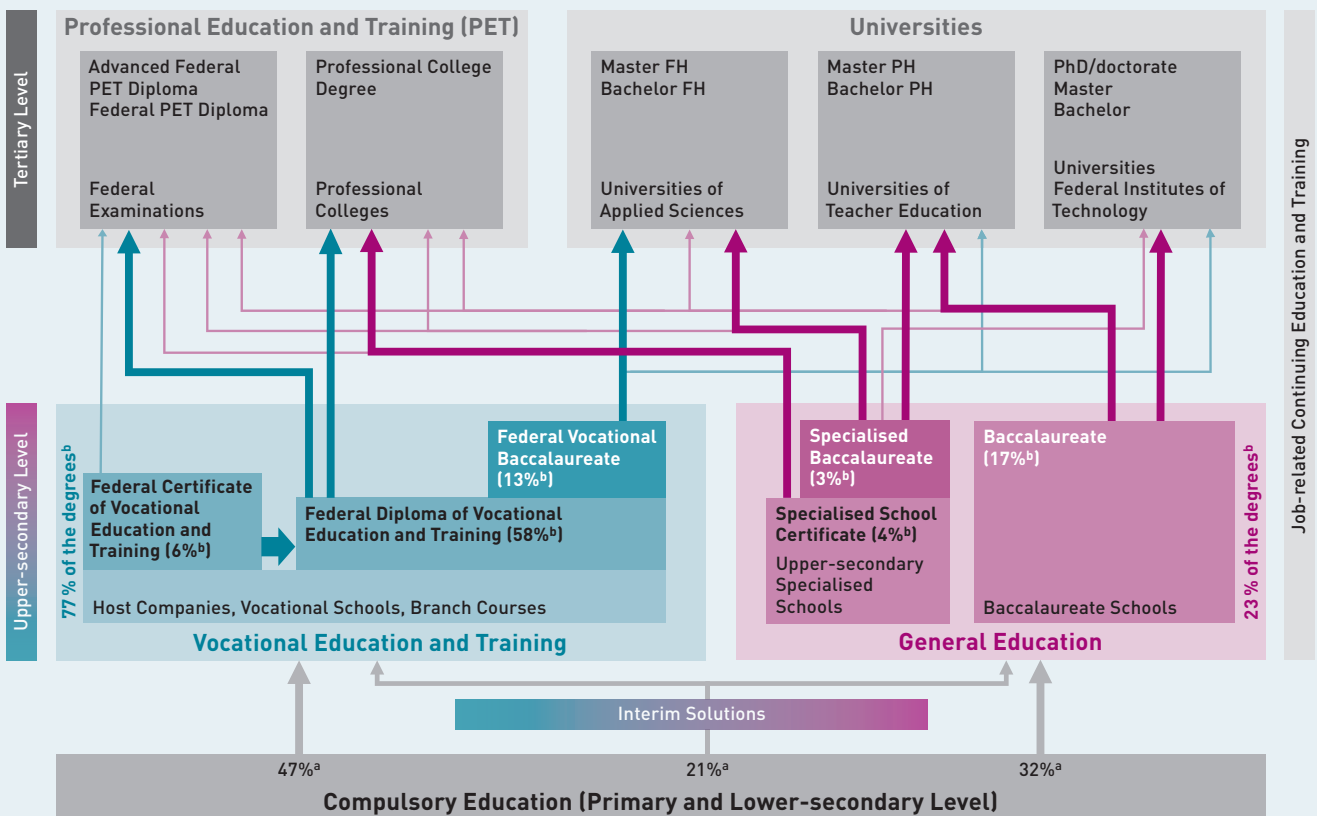 Professional Education and Training (PET)
Universities
Tertiary Level
Advanced Federal
PET Diploma
Federal PET Diploma
Federal
Examinations
Professional College
Degree
Professional
Colleges
Master FH
Bachelor FH
Universities of
Applied Sciences
Master PH
Bachelor PH
Universities of
Teacher Education
PhD/doctorate
Master
Bachelor
Universities
Federal Institutes of
Technology
Job-related Continuing Education and Training
Upper-secondary Level
77% of the degreesᵇ
Federal Certificate
of Vocational
Education and
Training (6%ᵇ)
Federal Vocational
Baccalaureate
(13%ᵇ)
Federal Diploma of Vocational
Education and Training (58%ᵇ)
Host Companies, Vocational Schools, Branch Courses
Vocational Education and Training
Specialised
Baccalaureate
(3%ᵇ)
Specialised School
Certificate (4%ᵇ)
Upper-secondary
Specialised
Schools
Baccalaureate
(17%ᵇ)
Baccalaureate Schools
23% of the degreesᵇ
General Education
Interim Solutions
47%ᵃ
21%ᵃ
32%ᵃ
Compulsory Education (Primary and Lower-secondary Level)